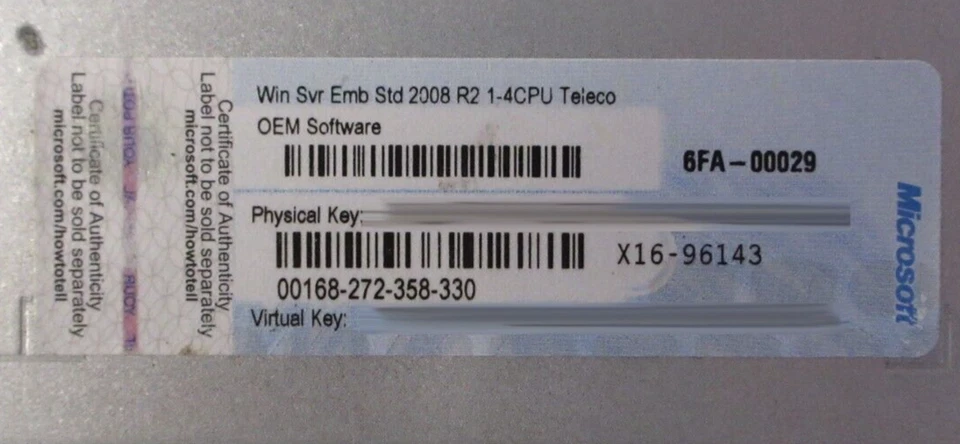 Win Svr Emb Std 2008 R2 1-4CPU Teleco
OEM Software
6FA-00029
Physical Key:
X16-96143
00168-272-358-330
Virtual Key:
Microsoft
Certificate of Authenticity
Label not to be sold separately
microsoft.com/howtotell
Certificate of Authenticity
Label not to be sold separately
microsoft.com/howtotell